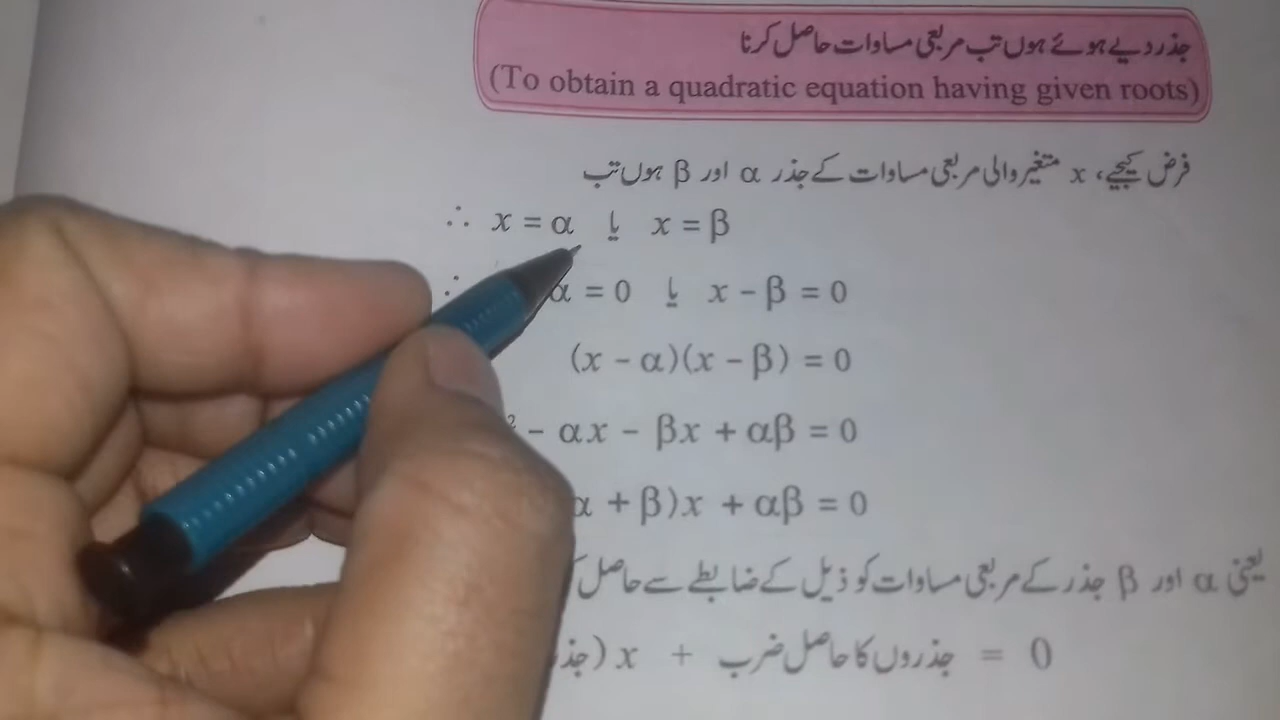 جذر دیے ہوئے ہوں تب مربعی مساوات حاصل کرنا
(To obtain a quadratic equation having given roots)
فرض کیجیے، x متغیر والی مربعی مساوات کے جذر α اور β ہوں تب
∴ x = α یا x = β
∴ α = 0 یا x − β = 0
(x − α)(x − β) = 0
² − αx − βx + αβ = 0
α + β)x + αβ = 0
یعنی α اور β جذر کے مربعی مساوات کو ذیل کے ضابطے سے حاصل
x + جذروں کا حاصل ضرب = 0